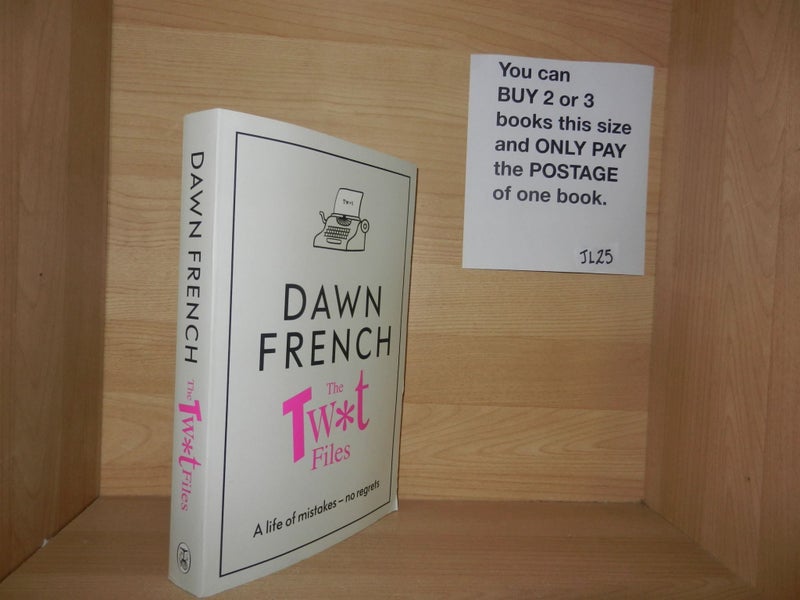 DAWN FRENCH
The
Tw*t
Files
Tw*t
DAWN
FRENCH
The
Tw*t
Files
A life of mistakes – no regrets
You can
BUY 2 or 3
books this size
and ONLY PAY
the POSTAGE
of one book.
JL25